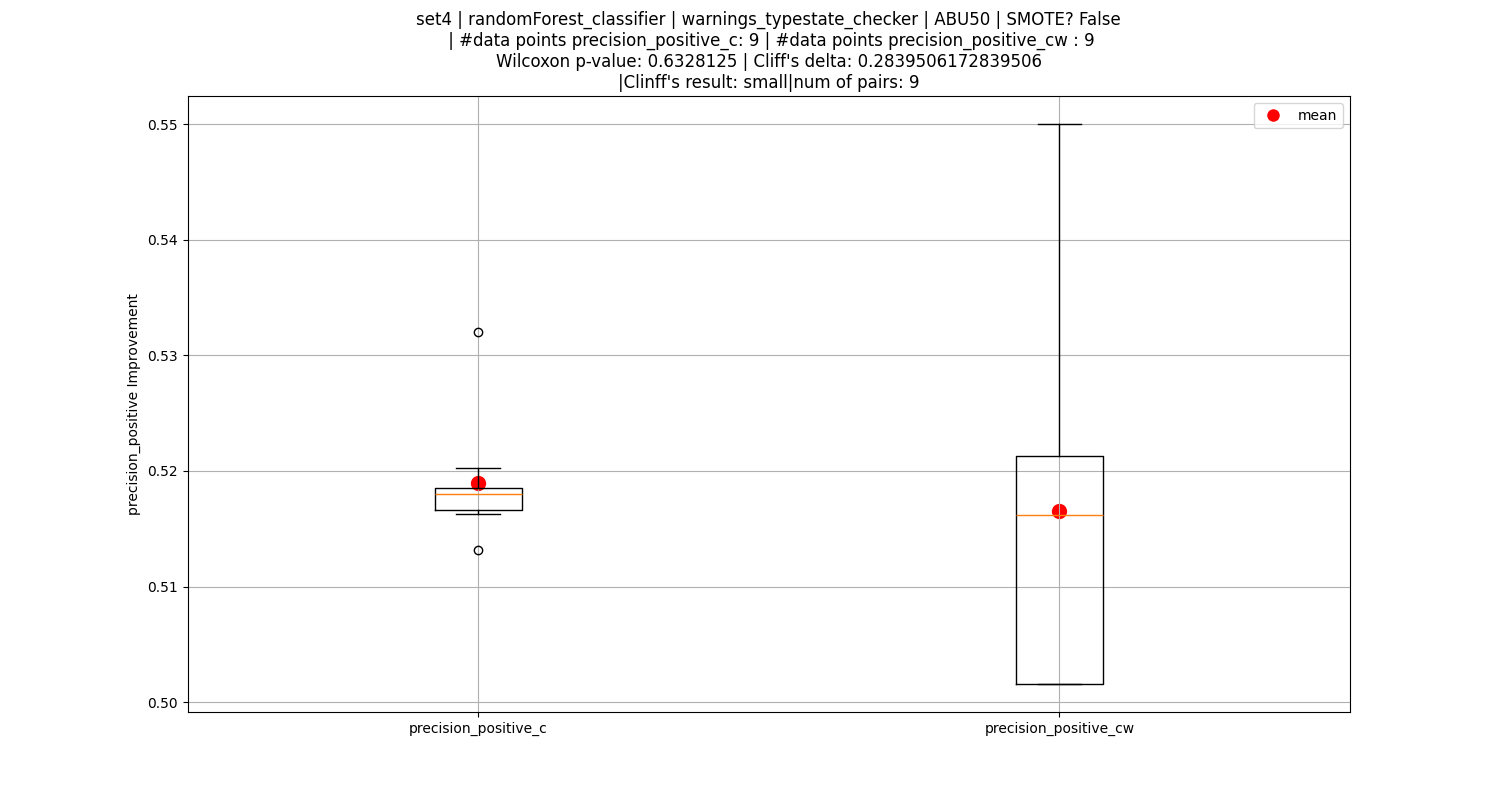 set4 | randomForest_classifier | warnings_typestate_checker | ABU50 | SMOTE? False
| #data points precision_positive_c: 9 | #data points precision_positive_cw : 9
Wilcoxon p-value: 0.6328125 | Cliff's delta: 0.2839506172839506
|Clinff's result: small|num of pairs: 9
mean
precision_positive Improvement
0.55
0.54
0.53
0.52
0.51
0.50
precision_positive_c
precision_positive_cw